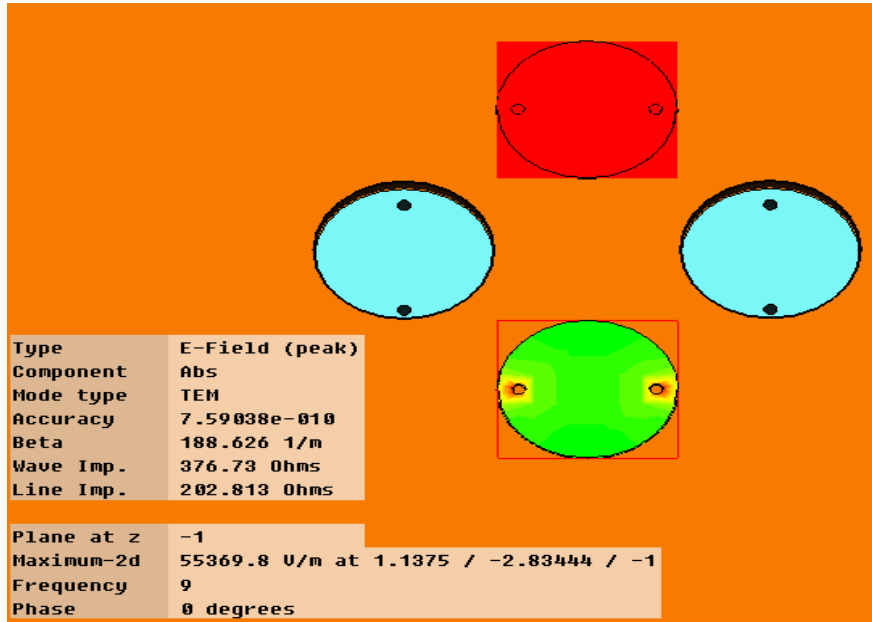 Type E-Field (peak)
Component Abs
Mode type TEM
Accuracy 7.59038e-010
Beta 188.626 1/m
Wave Imp. 376.73 Ohms
Line Imp. 202.813 Ohms
Plane at z -1
Maximum-2d 55369.8 V/m at 1.1375 / -2.83444 / -1
Frequency 9
Phase 0 degrees